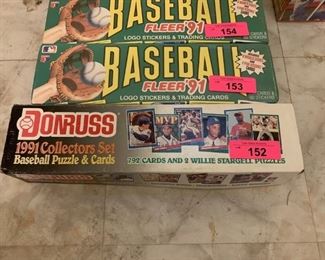 BASEBALL
FLEER '91
LOGO STICKERS & TRADING CARDS
154
BASEBALL
FLEER '91
LOGO STICKERS & TRADING CARDS
153
DONRUSS
1991 Collectors Set
Baseball Puzzle & Cards
MVP
792 CARDS AND 2 WILLIE STARGELL PUZZLES
152